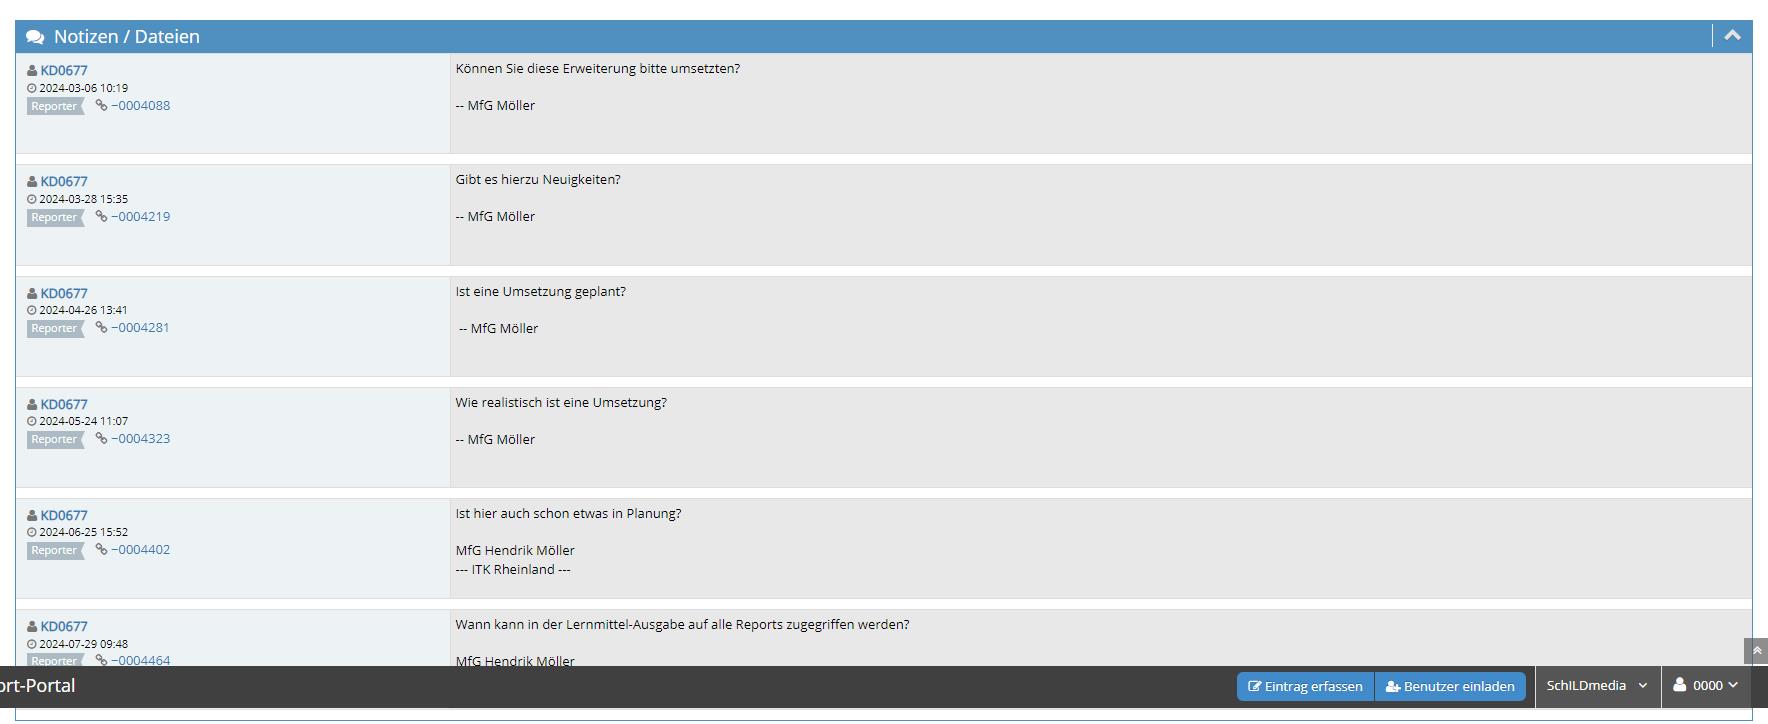 Notizen / Dateien
KD0677
2024-03-06 10:19
Reporter ~0004088
Können Sie diese Erweiterung bitte umsetzten?
-- MfG Möller
KD0677
2024-03-28 15:35
Reporter ~0004219
Gibt es hierzu Neuigkeiten?
-- MfG Möller
KD0677
2024-04-26 13:41
Reporter ~0004281
Ist eine Umsetzung geplant?
-- MfG Möller
KD0677
2024-05-24 11:07
Reporter ~0004323
Wie realistisch ist eine Umsetzung?
-- MfG Möller
KD0677
2024-06-25 15:52
Reporter ~0004402
Ist hier auch schon etwas in Planung?
MfG Hendrik Möller
--- ITK Rheinland ---
KD0677
2024-07-29 09:48
Reporter ~0004464
Wann kann in der Lernmittel-Ausgabe auf alle Reports zugegriffen werden?
MfG Hendrik Möller
ort-Portal
Eintrag erfassen
Benutzer einladen
SchILDmedia
0000